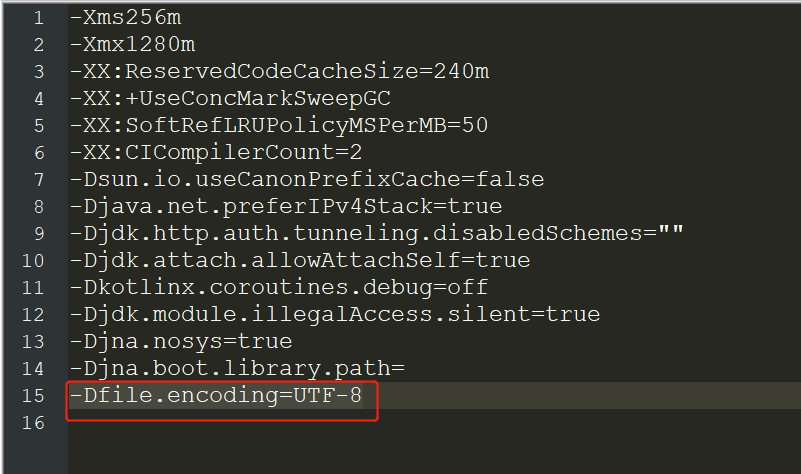 1 -Xms256m
2 -Xmx1280m
3 -XX:ReservedCodeCacheSize=240m
4 -XX:+UseConcMarkSweepGC
5 -XX:SoftRefLRUPolicyMSPerMB=50
6 -XX:CICompilerCount=2
7 -Dsun.io.useCanonPrefixCache=false
8 -Djava.net.preferIPv4Stack=true
9 -Djdk.http.auth.tunneling.disabledSchemes=""
10 -Djdk.attach.allowAttachSelf=true
11 -Dkotlinx.coroutines.debug=off
12 -Djdk.module.illegalAccess.silent=true
13 -Djna.nosys=true
14 -Djna.boot.library.path=
15 -Dfile.encoding=UTF-8
16